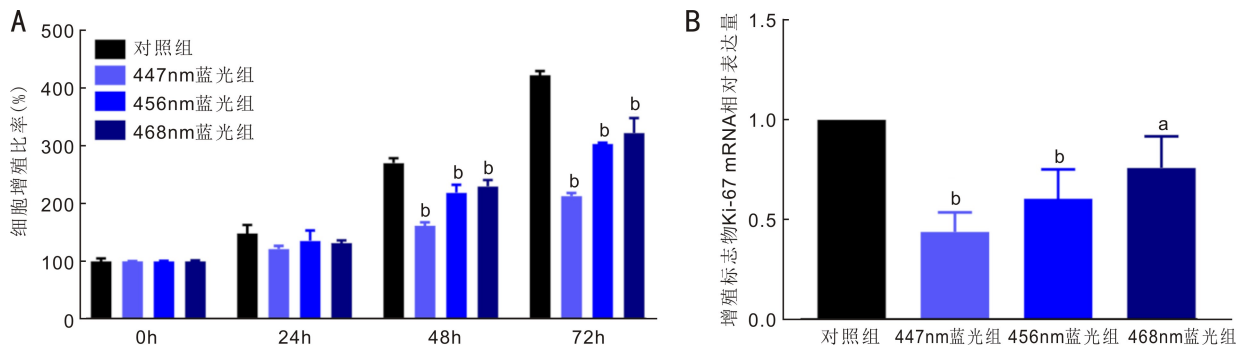 A
细胞增殖比率(%)
500
400
300
200
100
0
对照组
447nm蓝光组
456nm蓝光组
468nm蓝光组
b
b
b
b
b
b
0h
24h
48h
72h
B
增殖标志物Ki-67 mRNA相对表达量
1.5
1.0
0.5
0.0
b
b
a
对照组
447nm蓝光组
456nm蓝光组
468nm蓝光组